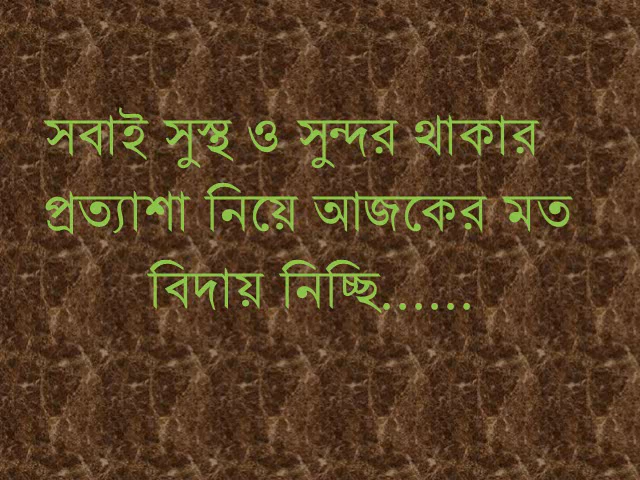 সবাই সুস্থ ও সুন্দর থাকার
প্রত্যাশা নিয়ে আজকের মত
বিদায় নিচ্ছি......